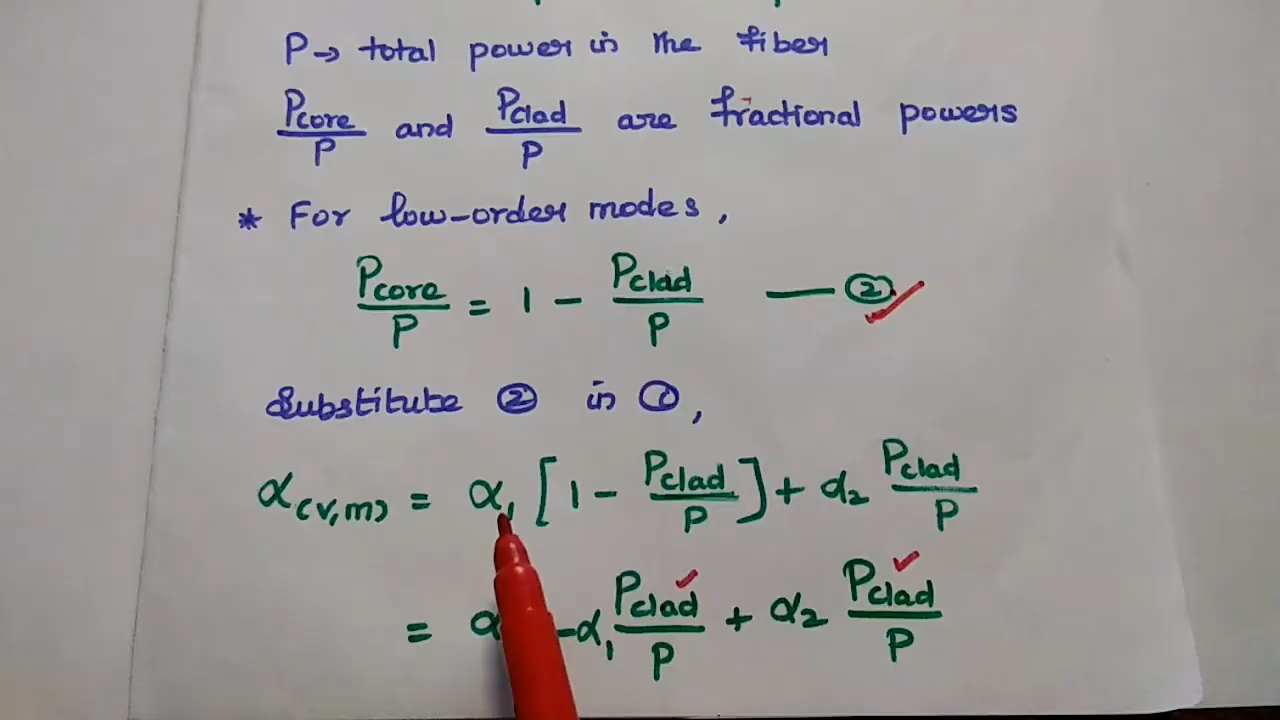 P → total power in the fiber
Pcore/P and Pclad/P are fractional powers
* For low-order modes,
Pcore/P = 1 - Pclad/P — ②
Substitute ② in ①,
α(v,m) = α₁ [1 - Pclad/P] + α₂ Pclad/P
= α - α₁ Pclad/P + α₂ Pclad/P